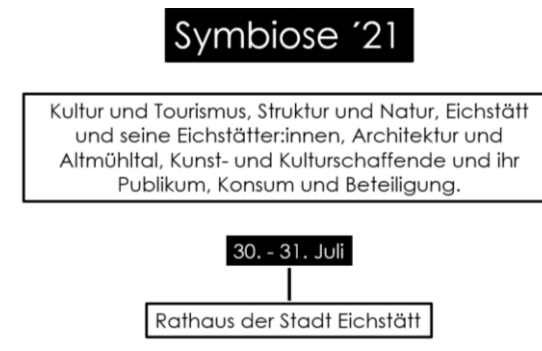 Symbiose ´21
Kultur und Tourismus, Struktur und Natur, Eichstätt
und seine Eichstätter:innen, Architektur und
Altmühltal, Kunst- und Kulturschaffende und ihr
Publikum, Konsum und Beteiligung.
30. - 31. Juli
Rathaus der Stadt Eichstätt